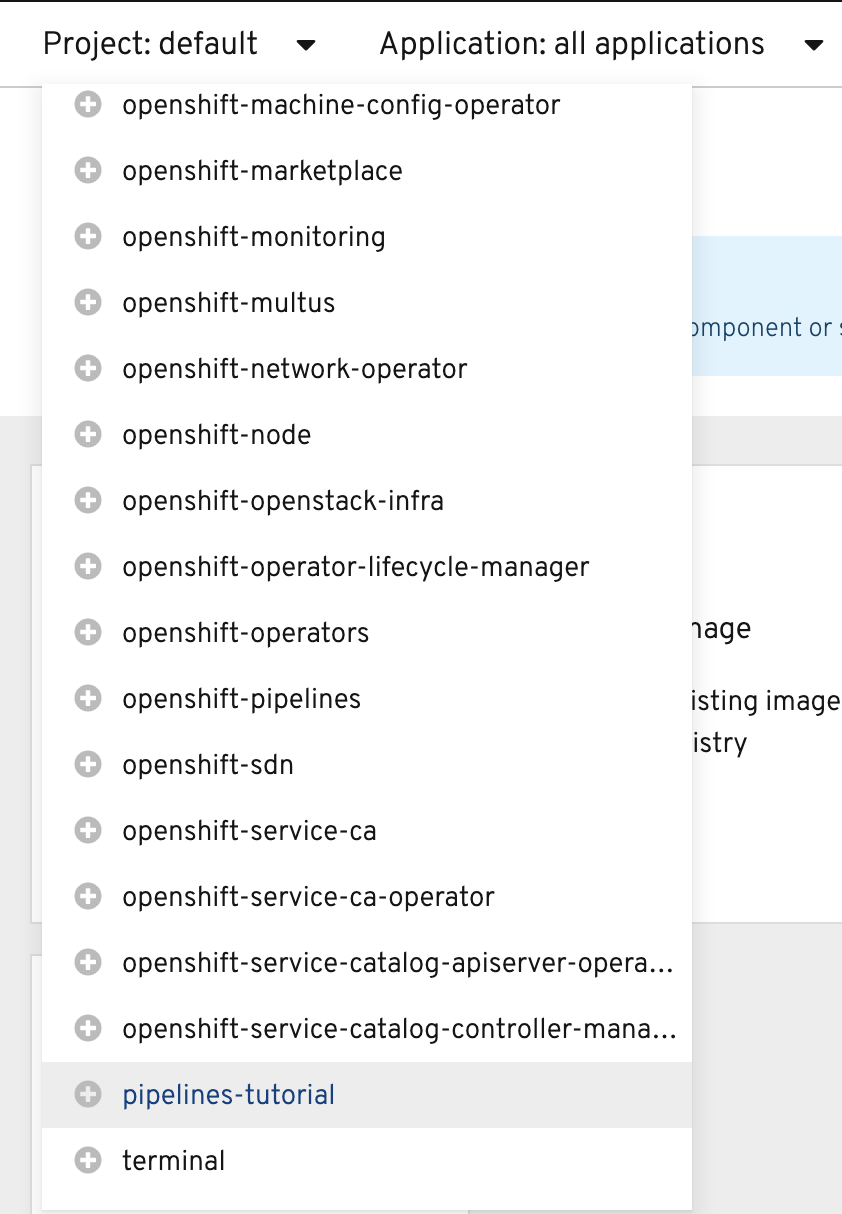 Project: default Application: all applications
openshift-machine-config-operator
openshift-marketplace
openshift-monitoring
openshift-multus
omponent or
openshift-network-operator
openshift-node
openshift-openstack-infra
openshift-operator-lifecycle-manager
openshift-operators
age
openshift-pipelines
isting image
openshift-sdn
istry
openshift-service-ca
openshift-service-ca-operator
openshift-service-catalog-apiserver-opera...
openshift-service-catalog-controller-mana...
pipelines-tutorial
terminal